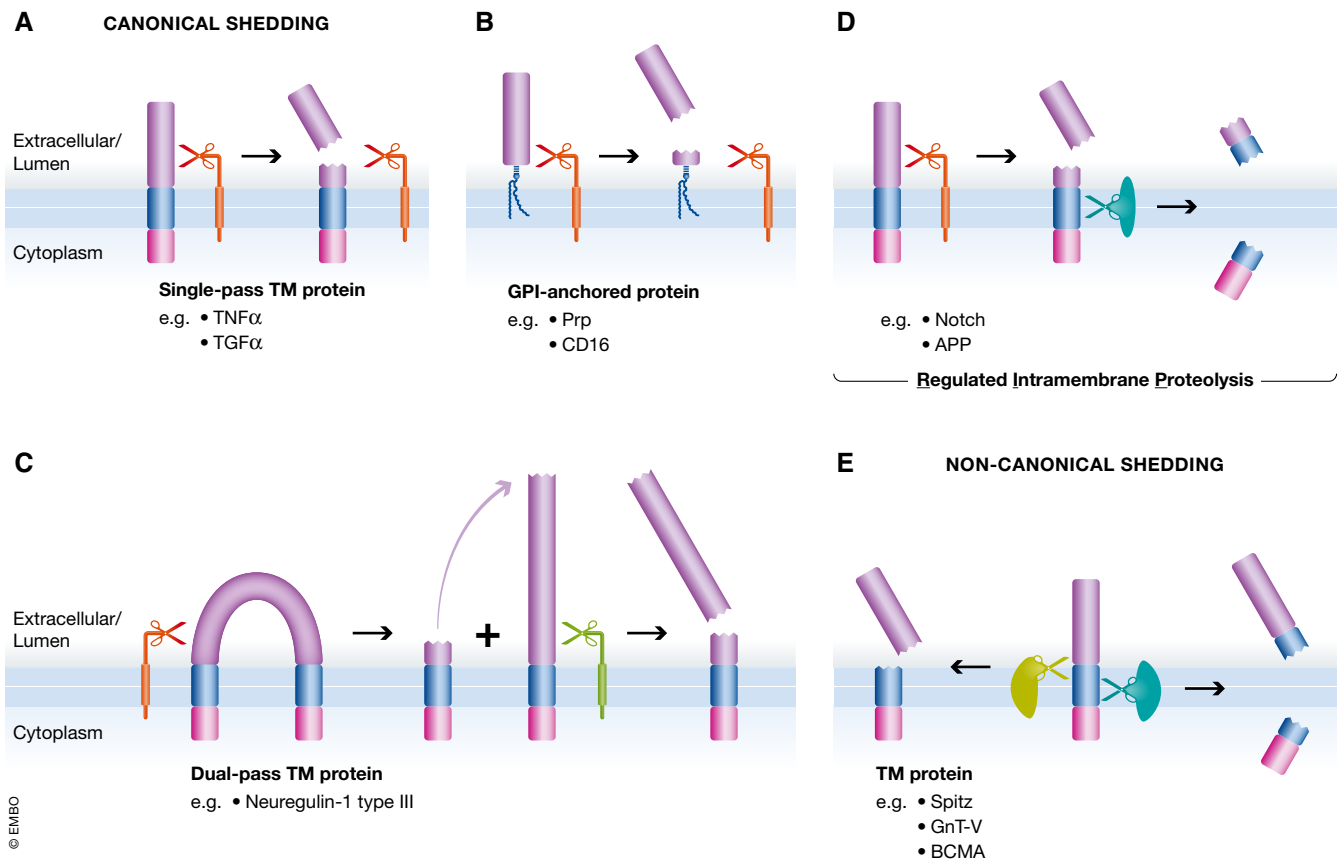 A
CANONICAL SHEDDING
Extracellular/
Lumen
Cytoplasm
Single-pass TM protein
e.g. • TNFα
• TGFα
B
GPI-anchored protein
e.g. • Prp
• CD16
D
e.g. • Notch
• APP
Regulated Intramembrane Proteolysis
C
Extracellular/
Lumen
+
Cytoplasm
Dual-pass TM protein
e.g. • Neuregulin-1 type III
E
NON-CANONICAL SHEDDING
TM protein
e.g. • Spitz
• GnT-V
• BCMA
© EMBO